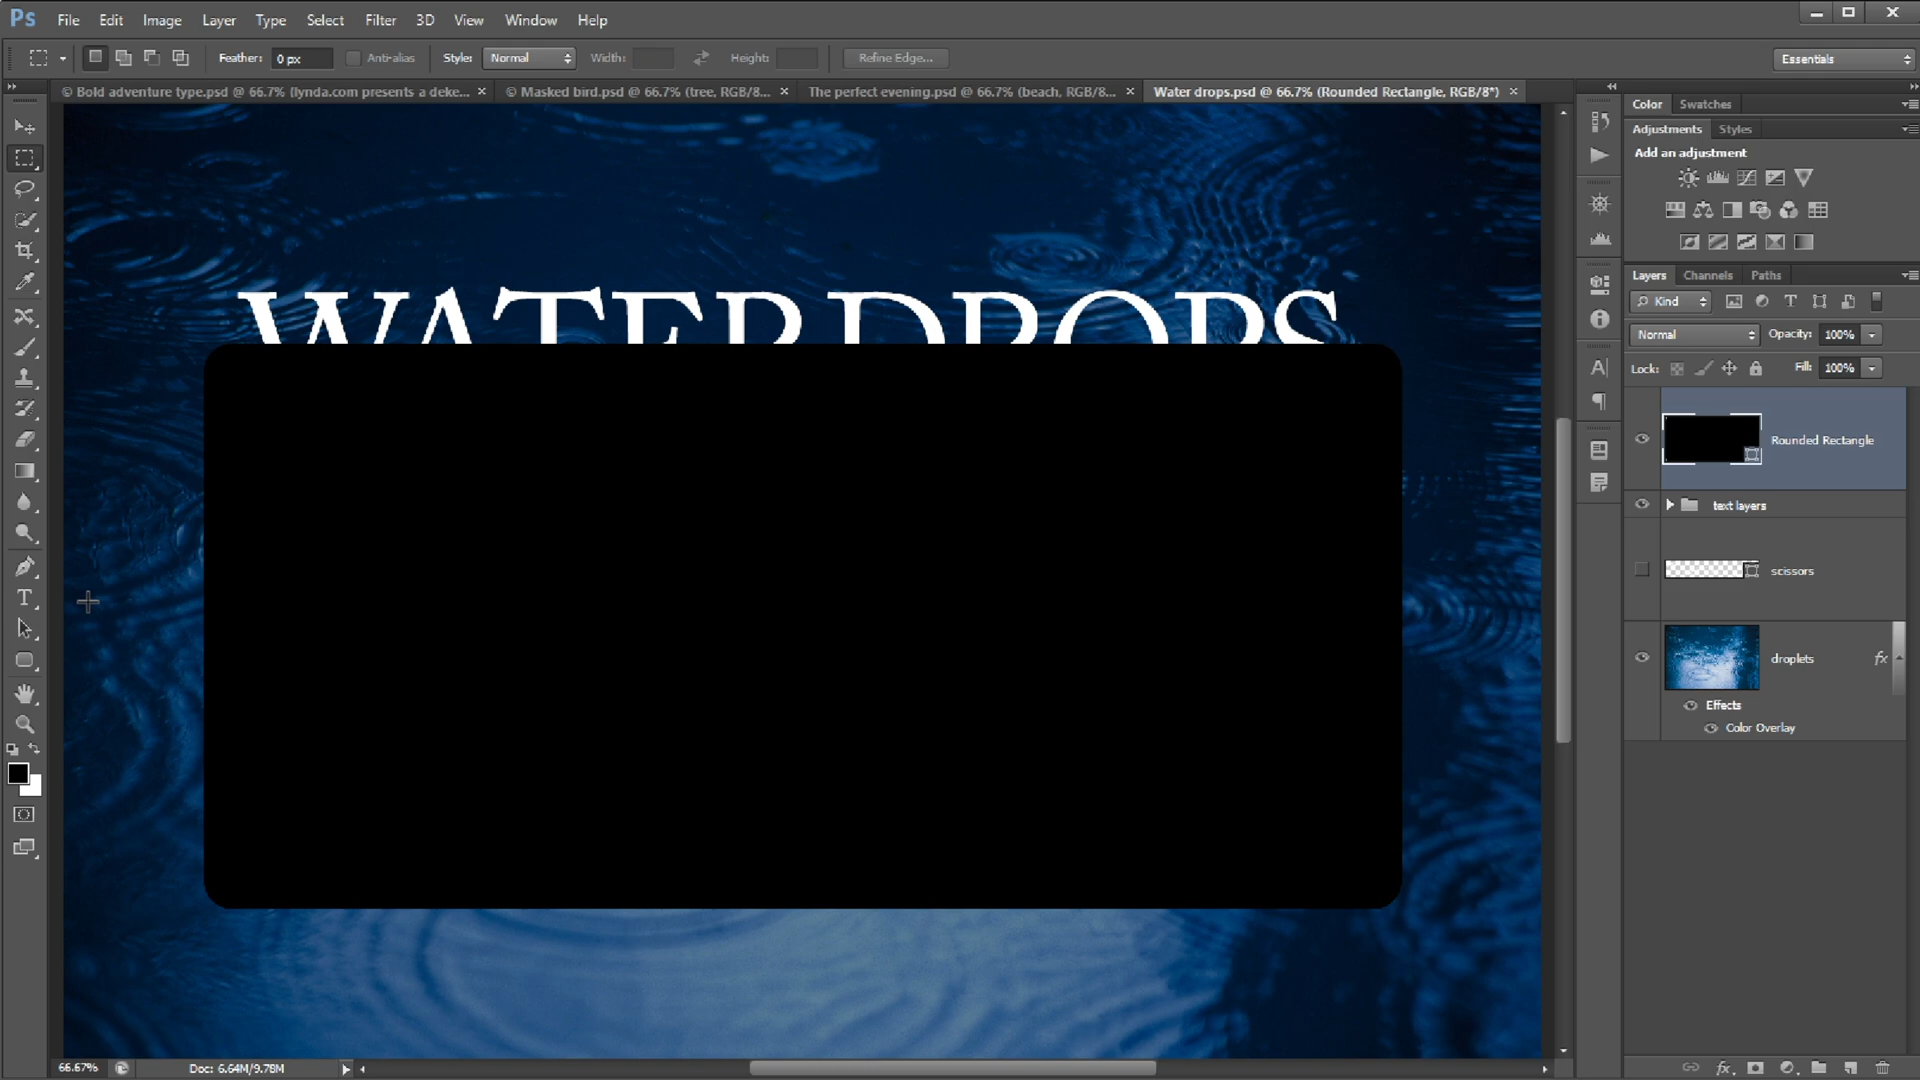 Ps File Edit Image Layer Type Select Filter 3D View Window Help
Feather: 0 px Anti-alias Style: Normal Width: Height: Refine Edge... Essentials
© Bold adventure type.psd @ 66.7% (lynda.com presents a deke... × © Masked bird.psd @ 66.7% (tree, RGB/8... × The perfect evening.psd @ 66.7% (beach, RGB/8... × Water drops.psd @ 66.7% (Rounded Rectangle, RGB/8*) ×
Color Swatches
Adjustments Styles
Add an adjustment
Layers Channels Paths
Kind
Normal Opacity: 100%
Lock: Fill: 100%
WATER DROPS
Rounded Rectangle
text layers
scissors
droplets fx
Effects
Color Overlay
66.67% Doc: 6.64M/9.78M